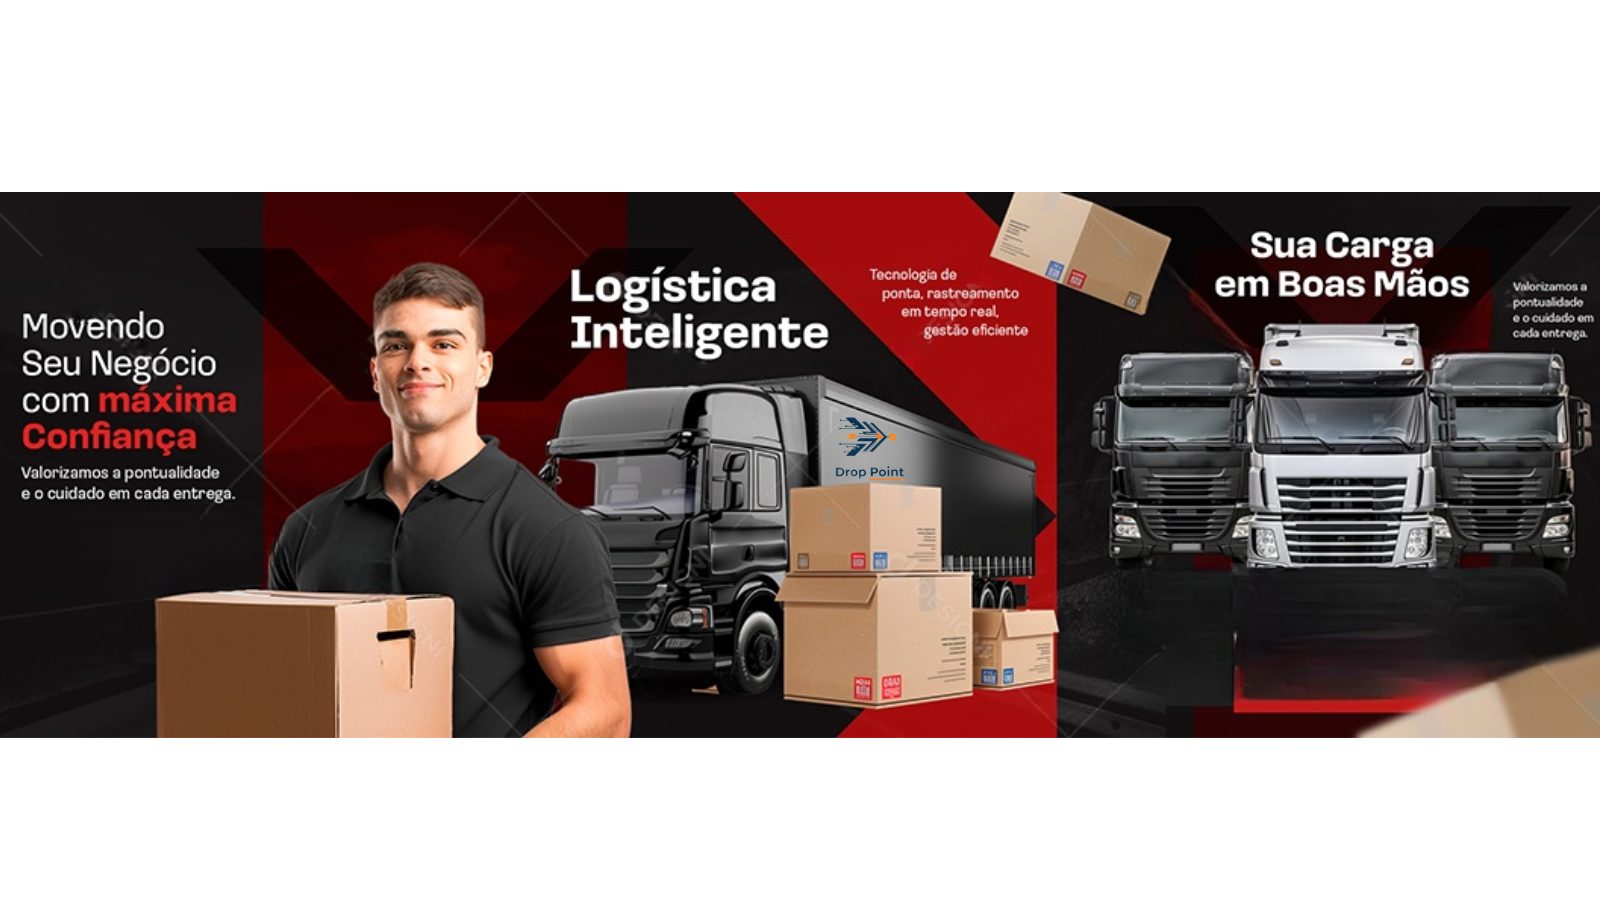 Movendo
Seu Negócio
com máxima
Confiança
Valorizamos a pontualidade
e o cuidado em cada entrega.
Logística
Inteligente
Tecnologia de
ponta, rastreamento
em tempo real,
gestão eficiente
Drop Point
Sua Carga
em Boas Mãos
Valorizamos a
pontualidade
e o cuidado em
cada entrega.